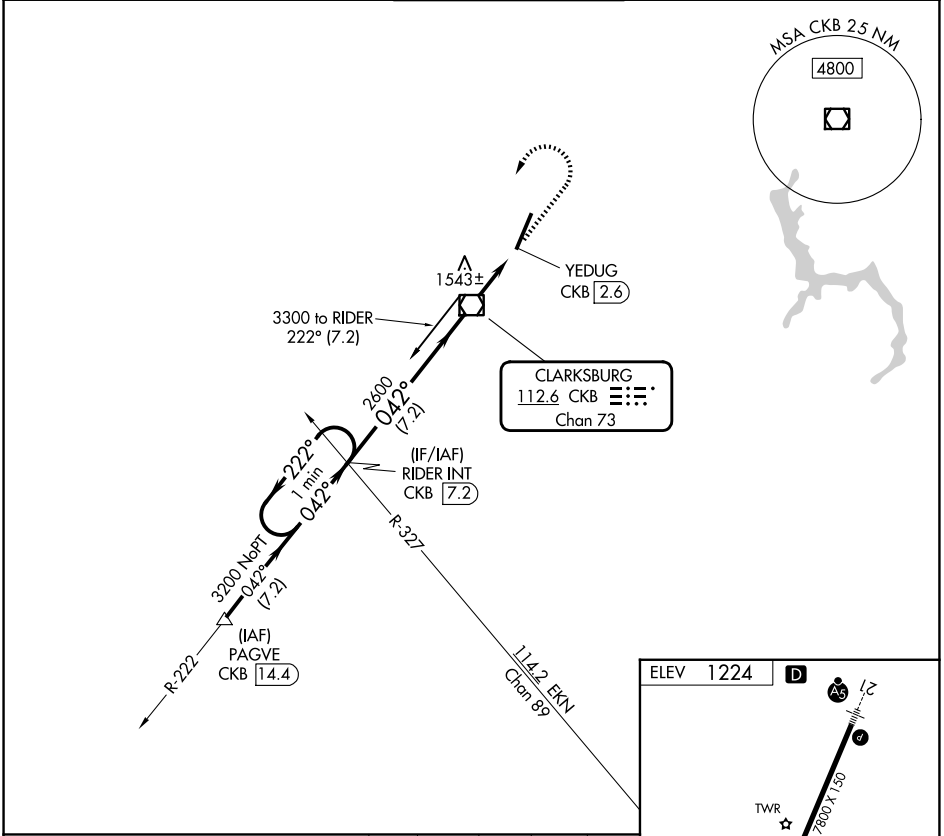 MSA CKB 25 NM
4800
1543±
YEDUG
CKB 2.6
3300 to RIDER
222° (7.2)
CLARKSBURG
112.6 CKB
Chan 73
2600
042°
(7.2)
(IF/IAF)
RIDER INT
CKB 7.2
222°
1 min
042°
R-327
3200 NoPT
042°
(7.2)
(IAF)
PAGVE
CKB 14.4
R-222
114.2 EKN
Chan 89
ELEV 1224 D
A5
21
P
7800 X 150
TWR